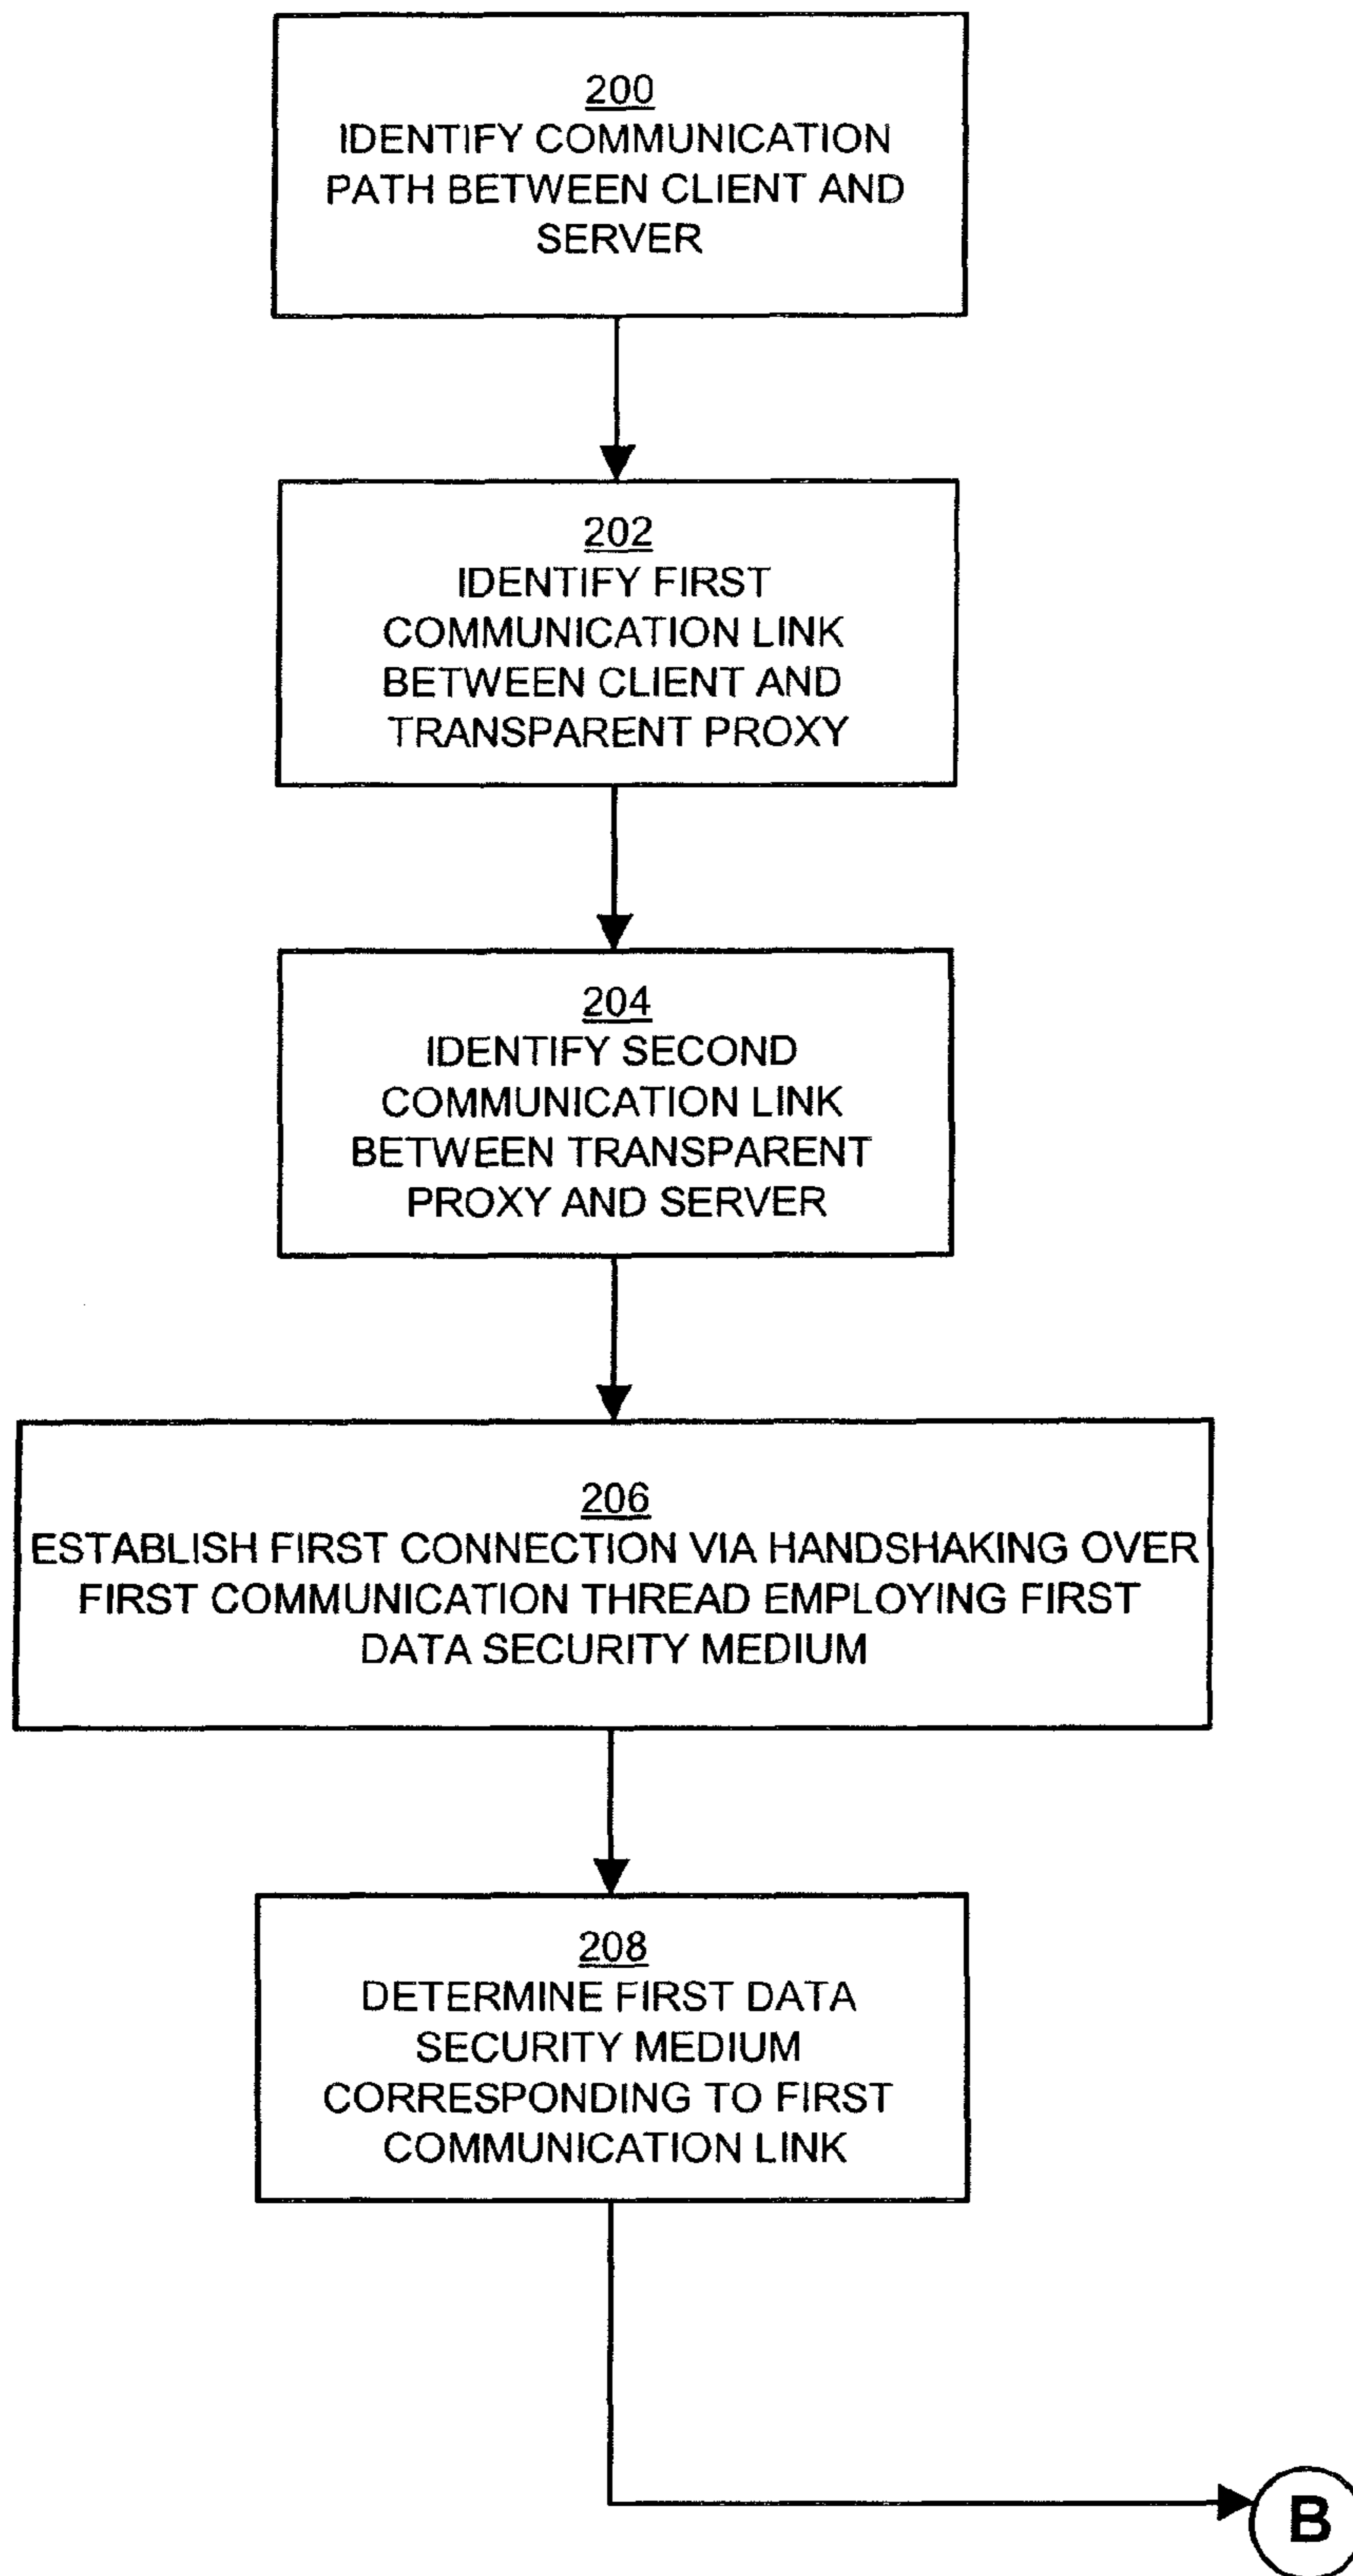 200
IDENTIFY COMMUNICATION
PATH BETWEEN CLIENT AND
SERVER
202
IDENTIFY FIRST
COMMUNICATION LINK
BETWEEN CLIENT AND
TRANSPARENT PROXY
204
IDENTIFY SECOND
COMMUNICATION LINK
BETWEEN TRANSPARENT
PROXY AND SERVER
206
ESTABLISH FIRST CONNECTION VIA HANDSHAKING OVER
FIRST COMMUNICATION THREAD EMPLOYING FIRST
DATA SECURITY MEDIUM
208
DETERMINE FIRST DATA
SECURITY MEDIUM
CORRESPONDING TO FIRST
COMMUNICATION LINK
B